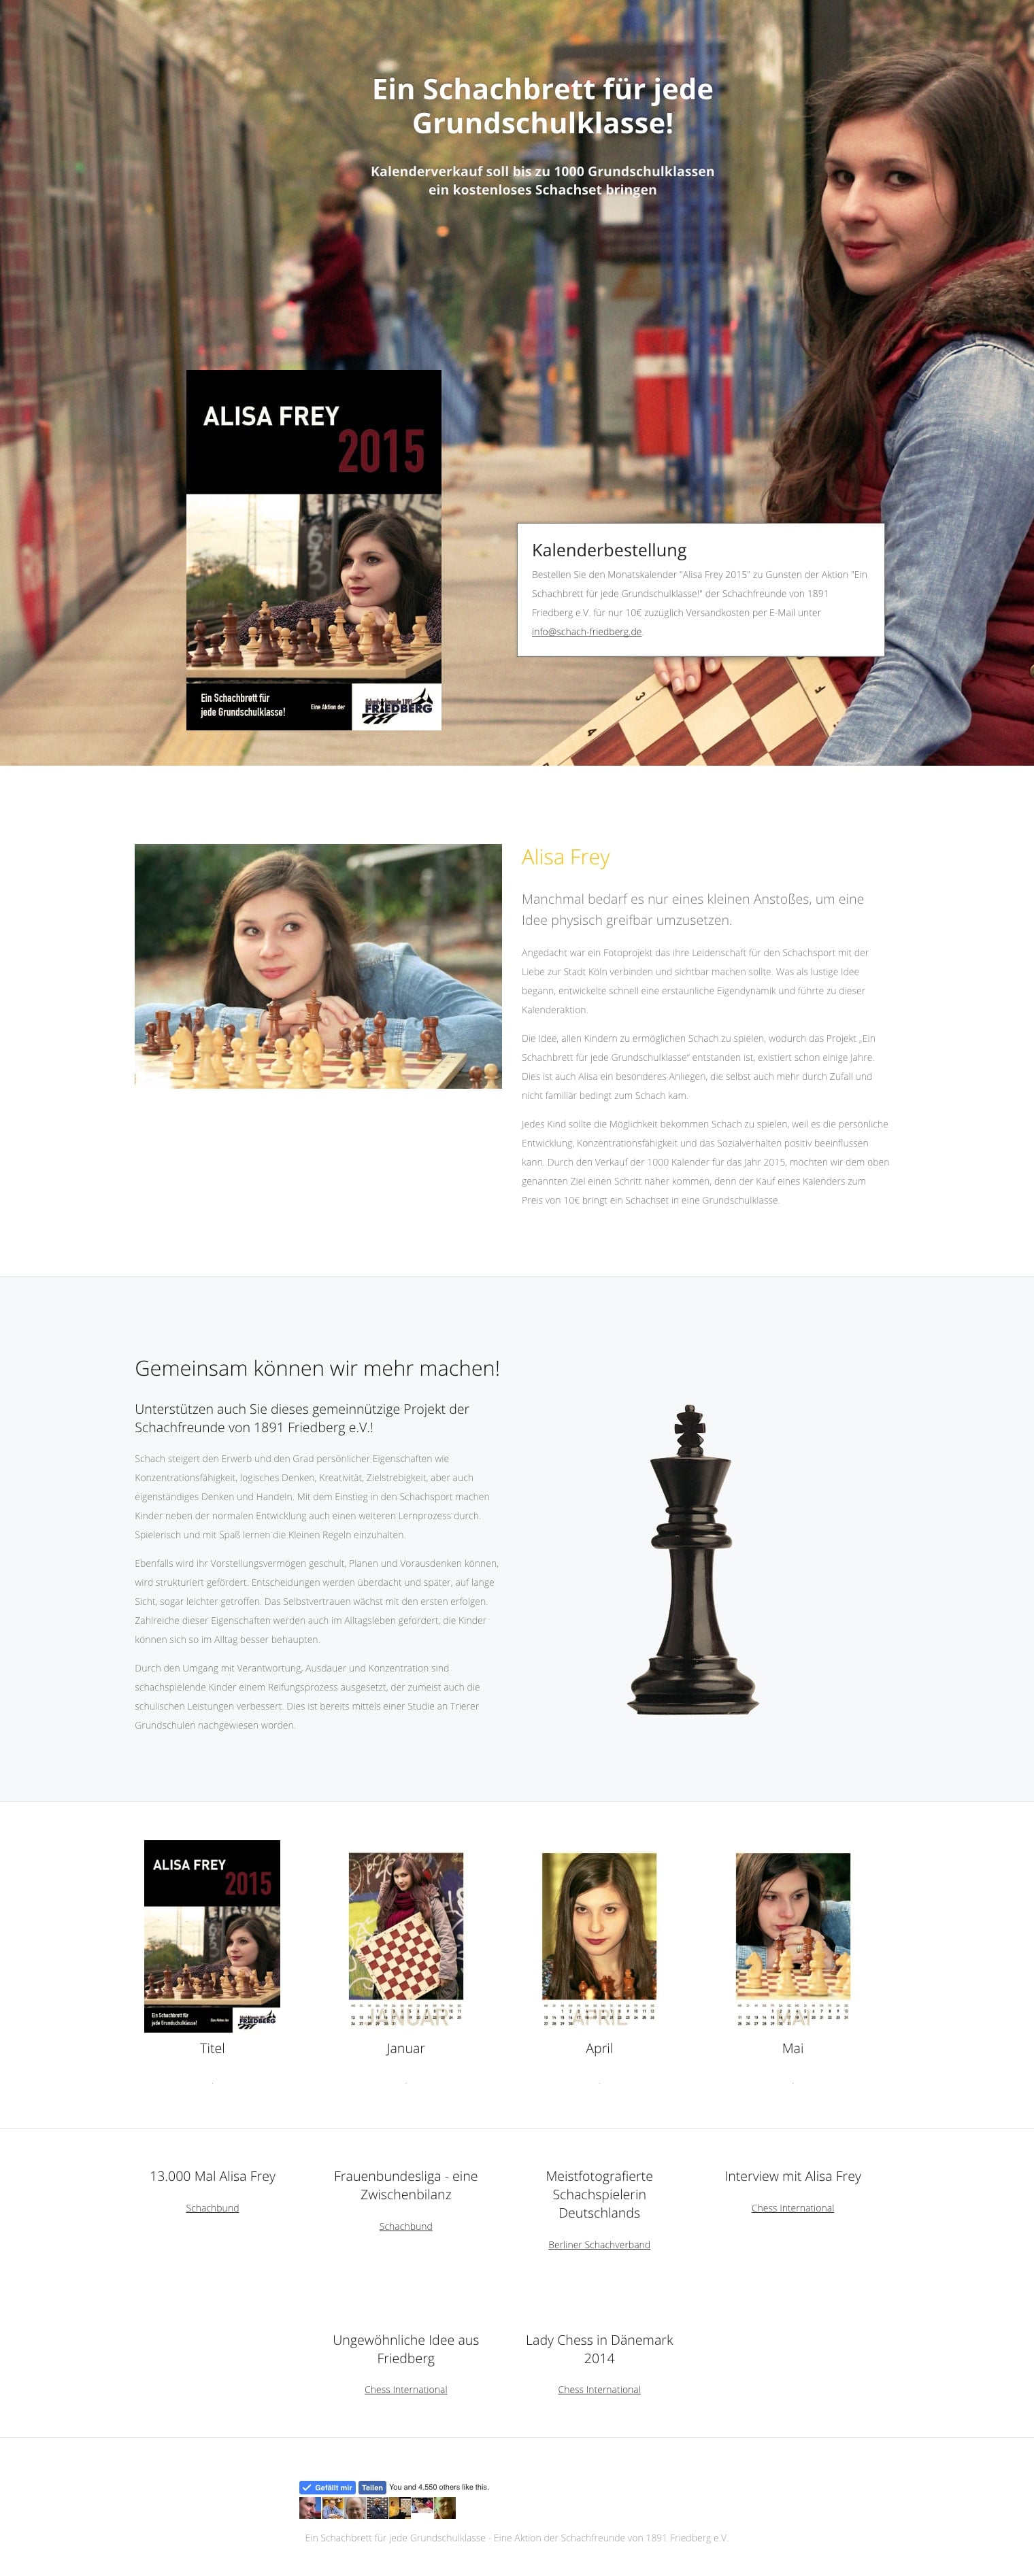 Ein Schachbrett für jede
Grundschulklasse!
Kalenderverkauf soll bis zu 1000 Grundschulklassen
ein kostenloses Schachset bringen
ALISA FREY
2015
Ein Schachbrett für
jede Grundschulklasse!
Eine Aktion der
FRIEDBERG
Kalenderbestellung
Bestellen Sie den Monatskalender "Alisa Frey 2015" zu Gunsten der Aktion "Ein
Schachbrett für jede Grundschulklasse!" der Schachfreunde von 1891
Friedberg e.V. für nur 10€ zuzüglich Versandkosten per E-Mail unter
info@schach-friedberg.de
Alisa Frey
Manchmal bedarf es nur eines kleinen Anstoßes, um eine
Idee physisch greifbar umzusetzen.
Angedacht war ein Fotoprojekt das ihre Leidenschaft für den Schachsport mit der
Liebe zur Stadt Köln verbinden und sichtbar machen sollte. Was als lustige Idee
begann, entwickelte schnell eine erstaunliche Eigendynamik und führte zu dieser
Kalenderaktion.
Die Idee, allen Kindern zu ermöglichen Schach zu spielen, wodurch das Projekt „Ein
Schachbrett für jede Grundschulklasse“ entstanden ist, existiert schon einige Jahre.
Dies ist auch Alisa ein besonderes Anliegen, die selbst auch mehr durch Zufall und
nicht familiär bedingt zum Schach kam.
Jedes Kind sollte die Möglichkeit bekommen Schach zu spielen, weil es die persönliche
Entwicklung, Konzentrationsfähigkeit und das Sozialverhalten positiv beeinflussen
kann. Durch den Verkauf der 1000 Kalender für das Jahr 2015, möchten wir dem oben
genannten Ziel einen Schritt näher kommen, denn der Kauf eines Kalenders zum
Preis von 10€ bringt ein Schachset in eine Grundschulklasse.
Gemeinsam können wir mehr machen!
Unterstützen auch Sie dieses gemeinnützige Projekt der
Schachfreunde von 1891 Friedberg e.V.!
Schach steigert den Erwerb und den Grad persönlicher Eigenschaften wie
Konzentrationsfähigkeit, logisches Denken, Kreativität, Zielstrebigkeit, aber auch
eigenständiges Denken und Handeln. Mit dem Einstieg in den Schachsport machen
Kinder neben der normalen Entwicklung auch einen weiteren Lernprozess durch.
Spielerisch und mit Spaß lernen die Kleinen Regeln einzuhalten.
Ebenfalls wird ihr Vorstellungsvermögen geschult, Planen und Vorausdenken können,
wird strukturiert gefördert. Entscheidungen werden überdacht und später, auf lange
Sicht, sogar leichter getroffen. Das Selbstvertrauen wächst mit den ersten erfolgen.
Zahlreiche dieser Eigenschaften werden auch im Alltagsleben gefordert, die Kinder
können sich so im Alltag besser behaupten.
Durch den Umgang mit Verantwortung, Ausdauer und Konzentration sind
schachspielende Kinder einem Reifungsprozess ausgesetzt, der zumeist auch die
schulischen Leistungen verbessert. Dies ist bereits mittels einer Studie an Trierer
Grundschulen nachgewiesen worden.
ALISA FREY
2015
Ein Schachbrett für
jede Grundschulklasse!
FRIEDBERG
JANUAR
APRIL
MAI
Titel
Januar
April
Mai
13.000 Mal Alisa Frey
Schachbund
Frauenbundesliga - eine
Zwischenbilanz
Schachbund
Meistfotografierte
Schachspielerin
Deutschlands
Berliner Schachverband
Interview mit Alisa Frey
Chess International
Ungewöhnliche Idee aus
Friedberg
Chess International
Lady Chess in Dänemark
2014
Chess International
Gefällt mir Teilen You and 4.550 others like this.
Ein Schachbrett für jede Grundschulklasse - Eine Aktion der Schachfreunde von 1891 Friedberg e.V.